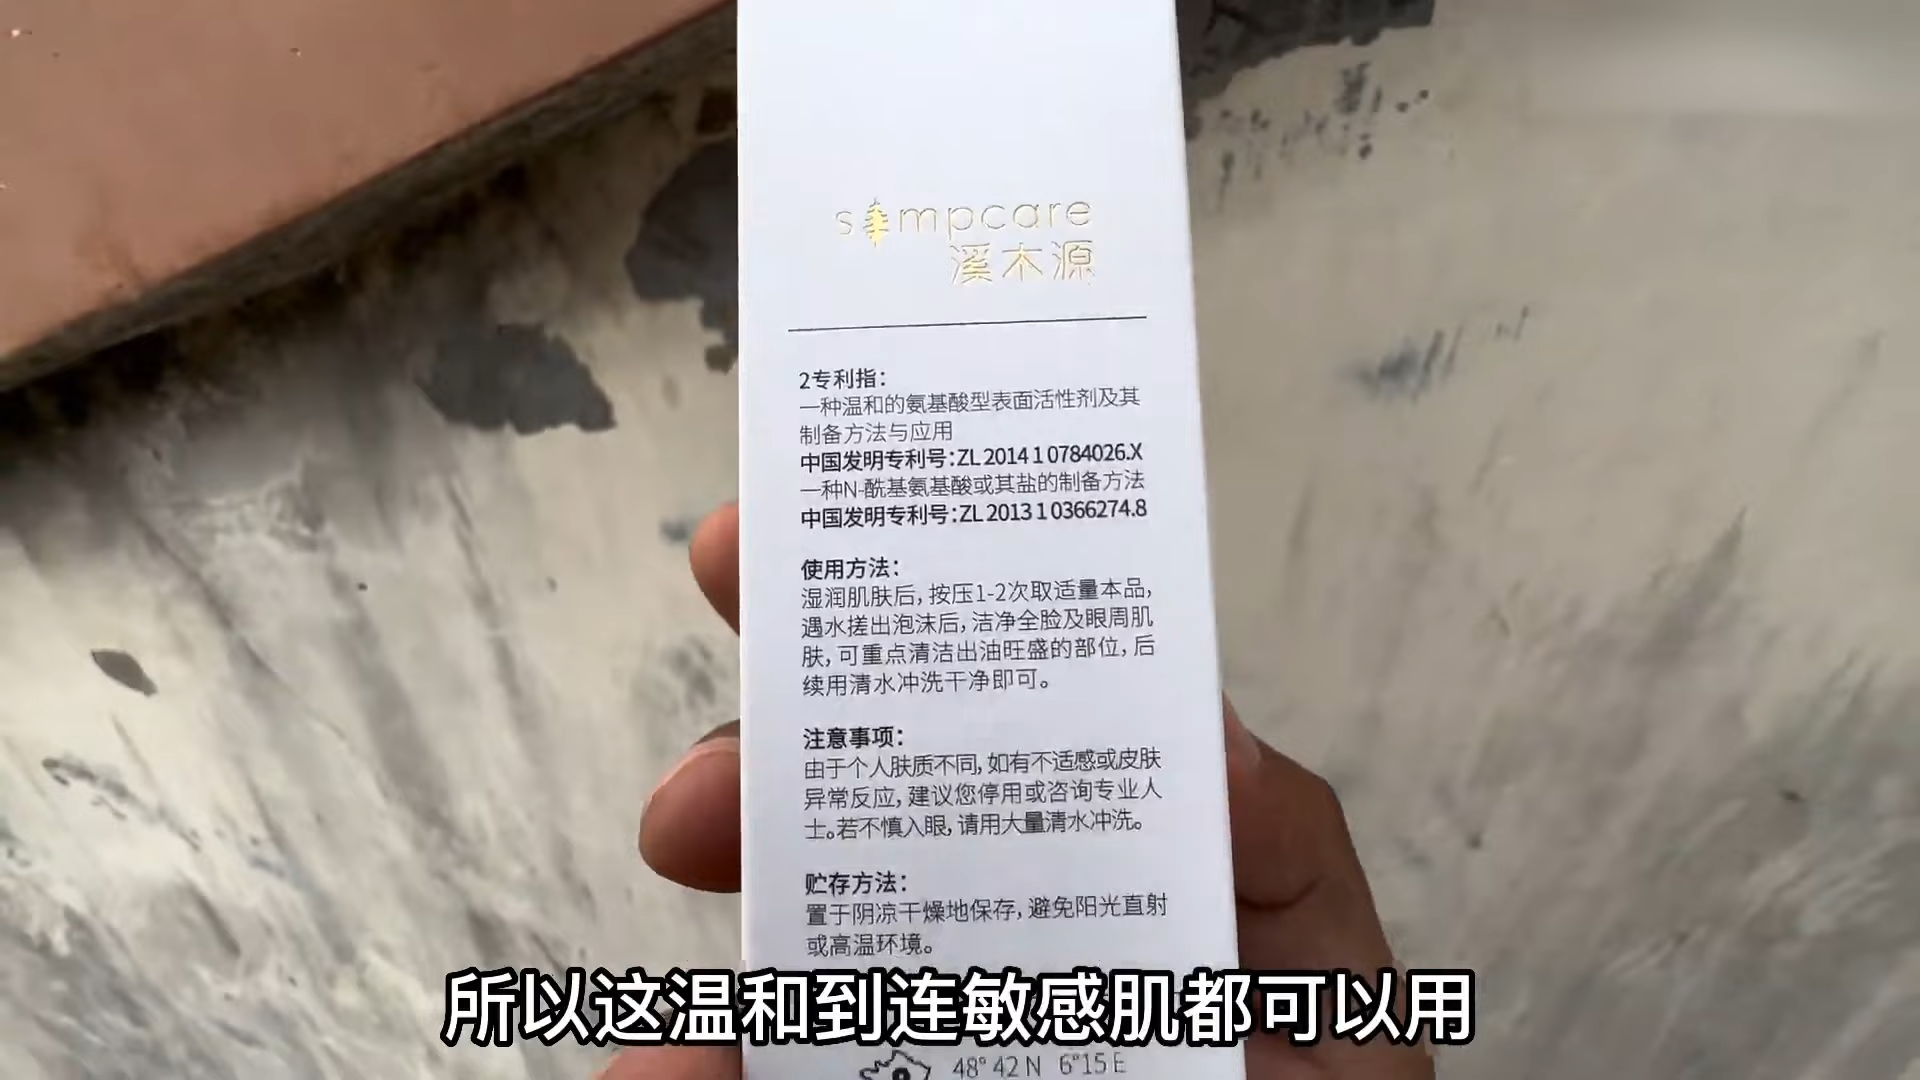 simpcare
溪木源
2专利指：
一种温和的氨基酸型表面活性剂及其
制备方法与应用
中国发明专利号：ZL 2014 1 0784026.X
一种N-酰基氨基酸或其盐的制备方法
中国发明专利号：ZL 2013 1 0366274.8
使用方法：
湿润肌肤后，按压1-2次取适量本品，
遇水搓出泡沫后，洁净全脸及眼周肌
肤，可重点清洁出油旺盛的部位，后
续用清水冲洗干净即可。
注意事项：
由于个人肤质不同，如有不适感或皮肤
异常反应，建议您停用或咨询专业人
士。若不慎入眼，请用大量清水冲洗。
贮存方法：
置于阴凉干燥地保存，避免阳光直射
或高温环境。
所以这温和到连敏感肌都可以用
48° 42 N 6°15 E